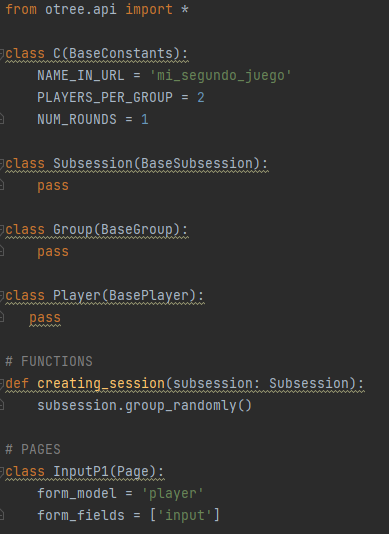 from otree.api import *
class C(BaseConstants):
    NAME_IN_URL = 'mi_segundo_juego'
    PLAYERS_PER_GROUP = 2
    NUM_ROUNDS = 1
class Subsession(BaseSubsession):
    pass
class Group(BaseGroup):
    pass
class Player(BasePlayer):
   pass
# FUNCTIONS
def creating_session(subsession: Subsession):
    subsession.group_randomly()
# PAGES
class InputP1(Page):
    form_model = 'player'
    form_fields = ['input']